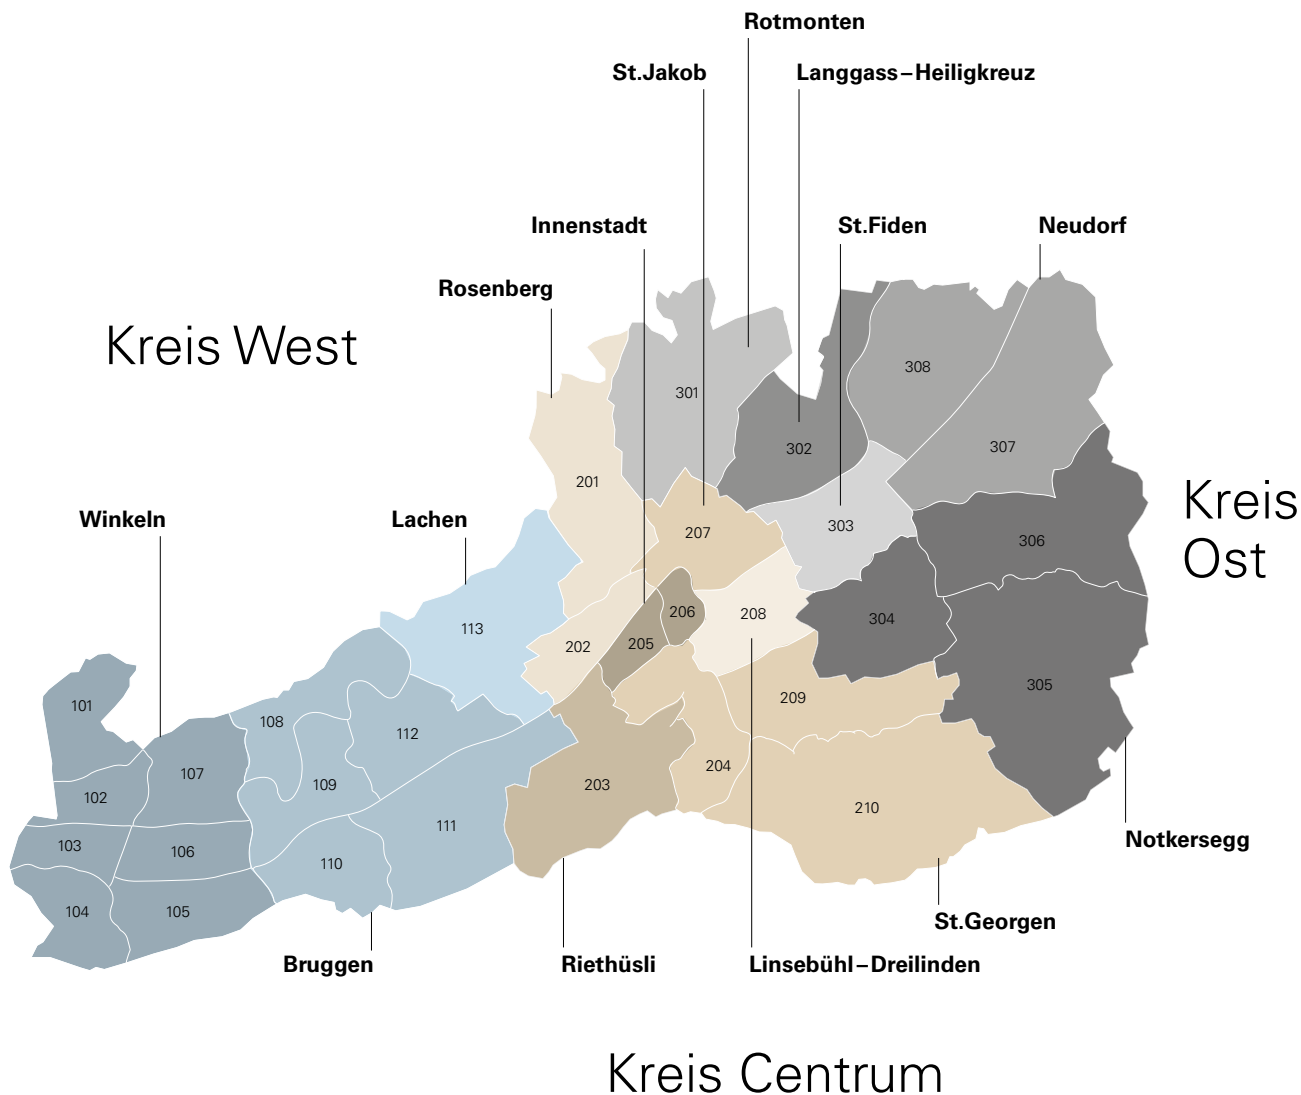 Rotmonten
St.Jakob
Langgass–Heiligkreuz
Innenstadt
St.Fiden
Neudorf
Rosenberg
Kreis West
308
301
307
302
201
Kreis
Ost
Winkeln
Lachen
303
207
306
206
208
304
113
205
202
305
209
101
108
112
204
107
203
109
102
210
111
103
106
110
Notkersegg
104
105
St.Georgen
Bruggen
Riethüsli
Linsebühl–Dreilinden
Kreis Centrum